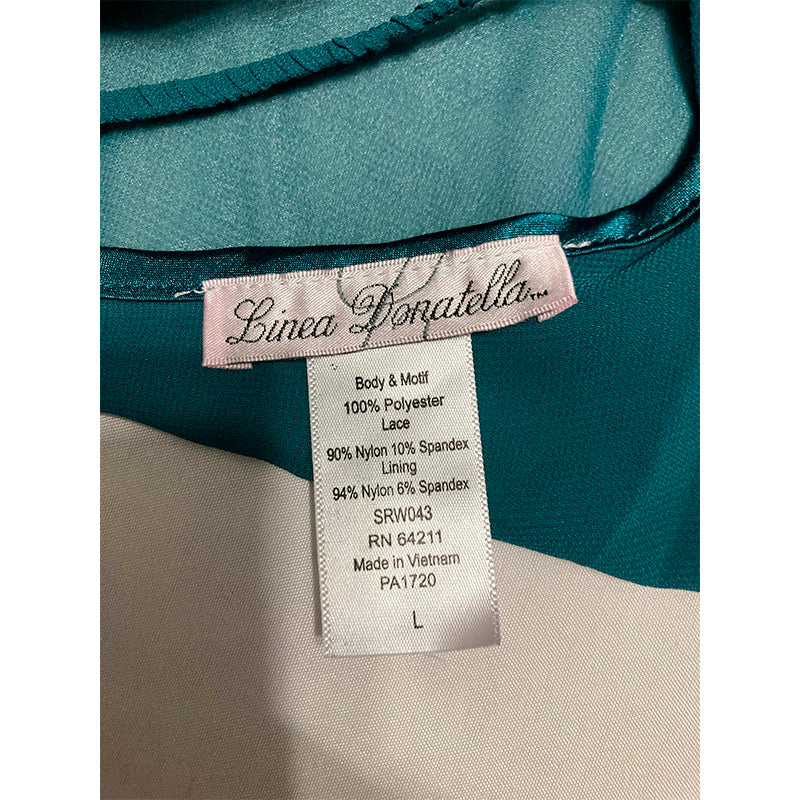 Linea Donatella™
Body & Motif
100% Polyester
Lace
90% Nylon 10% Spandex
Lining
94% Nylon 6% Spandex
SRW043
RN 64211
Made in Vietnam
PA1720
L